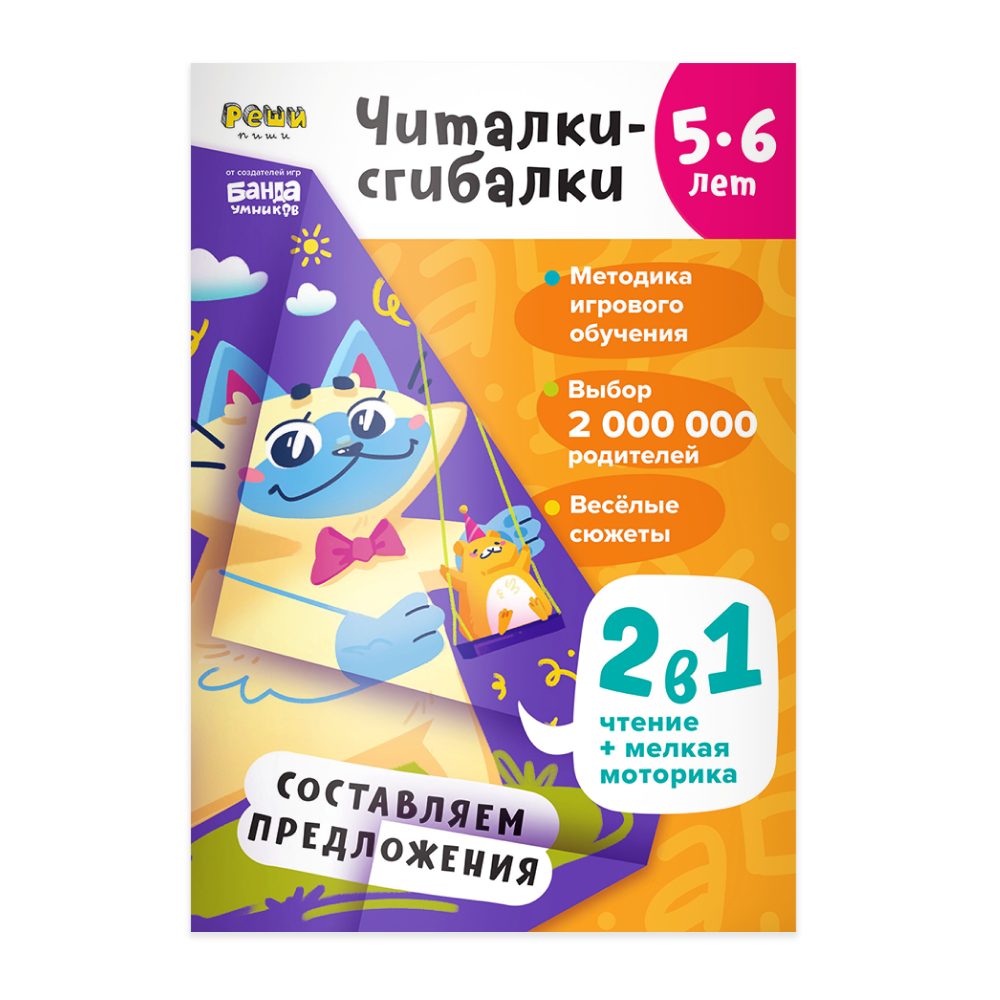 Реши
пиши
от создателей игр
БАНДА
УМНИКОВ
Читалки-
сгибалки
5•6
лет
Методика
игрового
обучения
Выбор
2 000 000
родителей
Весёлые
сюжеты
2в1
чтение
+ мелкая
моторика
СОСТАВЛЯЕМ
ПРЕДЛОЖЕНИЯ